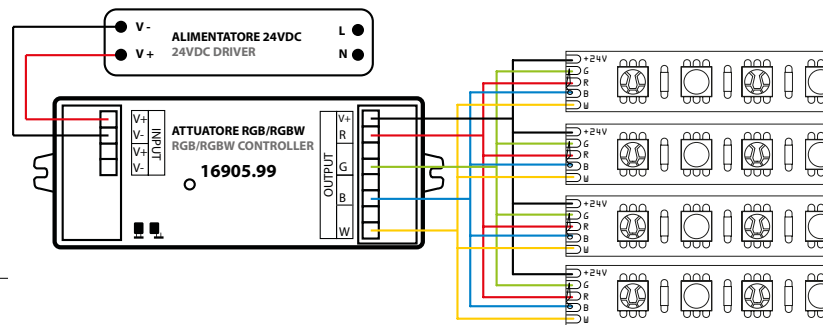 V -
ALIMENTATORE 24VDC
L
V +
24VDC DRIVER
N
V+
V-
V+
V-
INPUT
ATTUATORE RGB/RGBW
RGB/RGBW CONTROLLER
16905.99
OUTPUT
V+
R
G
B
W
+24V
G
R
B
W
+24V
G
R
B
W
+24V
G
R
B
W
+24V
G
R
B
W